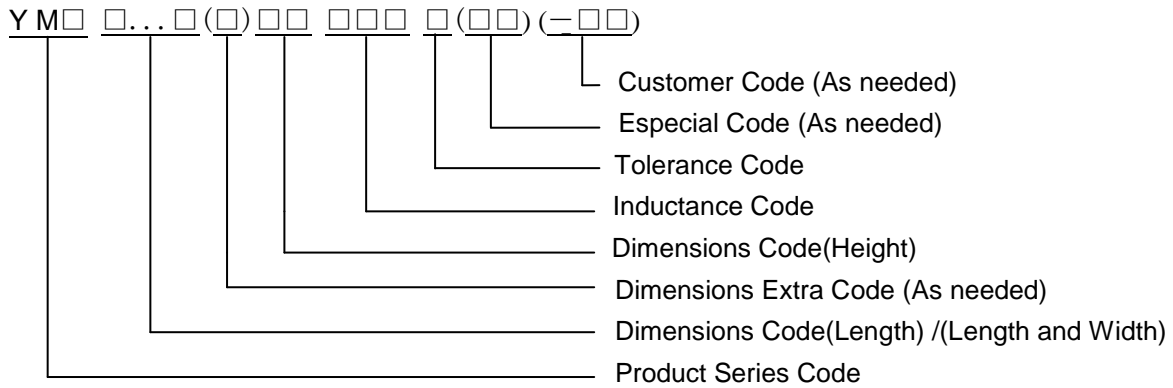 YM□ □...□(□)□□ □□□ □(□□)(-□□)
Customer Code (As needed)
Especial Code (As needed)
Tolerance Code
Inductance Code
Dimensions Code(Height)
Dimensions Extra Code (As needed)
Dimensions Code(Length) /(Length and Width)
Product Series Code